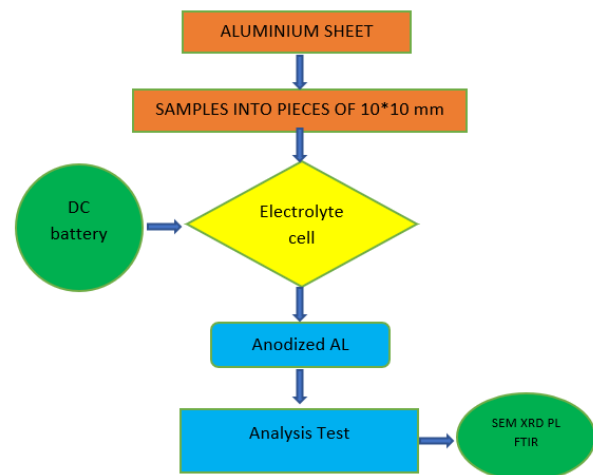 ALUMINIUM SHEET
SAMPLES INTO PIECES OF 10*10 mm
DC
battery
Electrolyte
cell
Anodized AL
Analysis Test
SEM XRD PL
FTIR